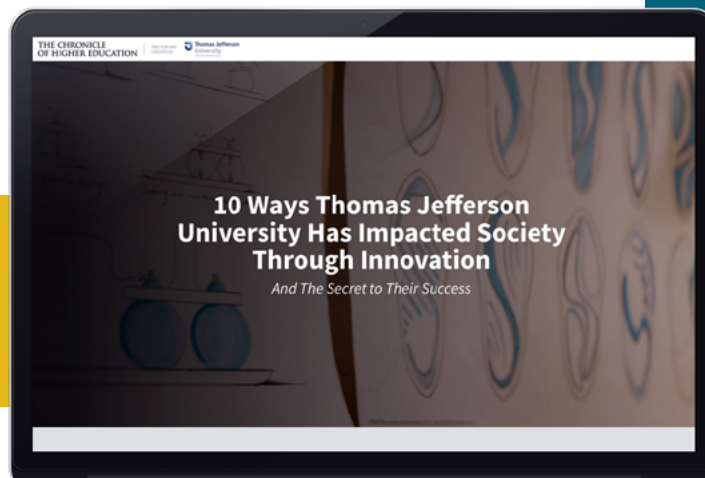 THE CHRONICLE
OF HIGHER EDUCATION
Thomas Jefferson
University
10 Ways Thomas Jefferson
University Has Impacted Society
Through Innovation
And The Secret to Their Success